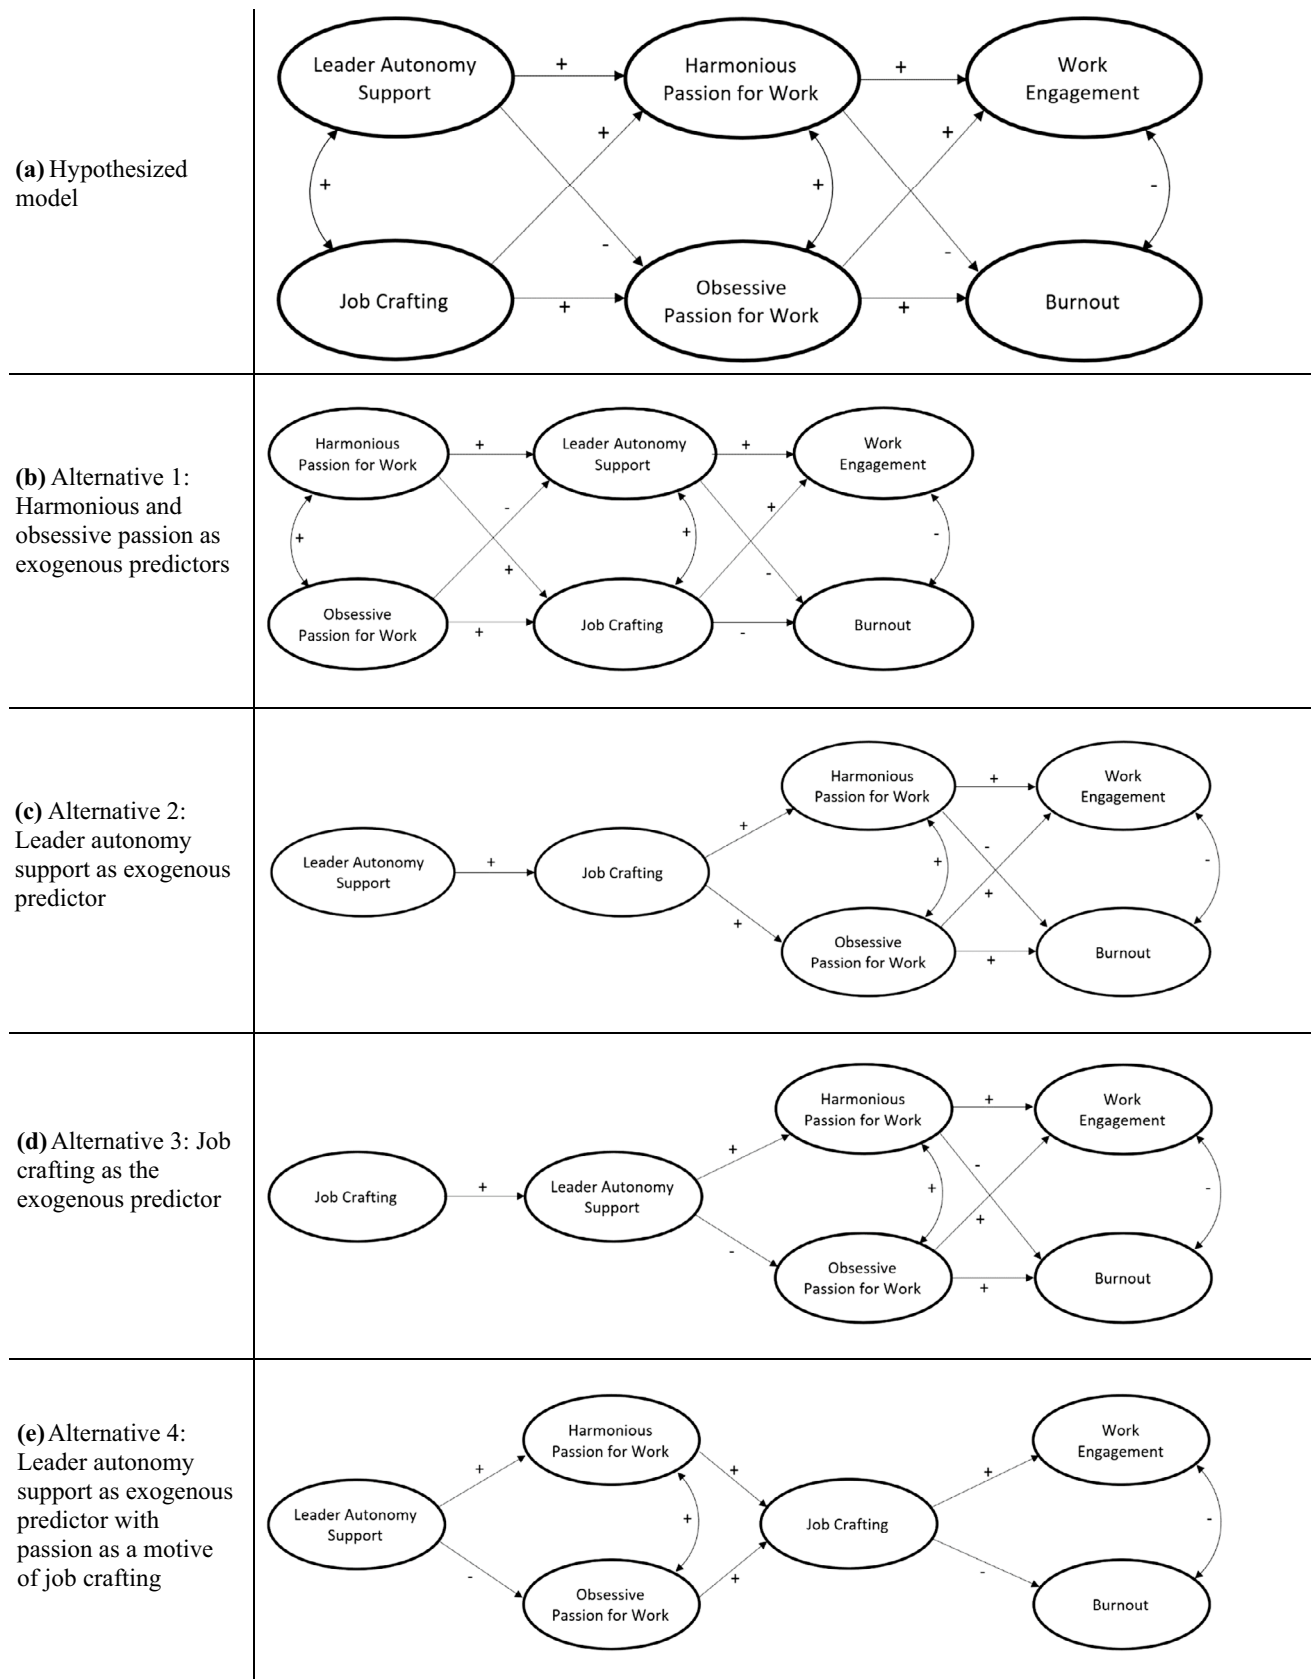 (a) Hypothesized
model
Leader Autonomy
Support
+
Harmonious
Passion for Work
+
Work
Engagement
+
+
+
+
-
-
-
Job Crafting
+
Obsessive
Passion for Work
+
Burnout
(b) Alternative 1:
Harmonious and
obsessive passion as
exogenous predictors
Harmonious
Passion for Work
+
Leader Autonomy
Support
+
Work
Engagement
-
+
+
+
-
+
-
Obsessive
Passion for Work
+
Job Crafting
-
Burnout
(c) Alternative 2:
Leader autonomy
support as exogenous
predictor
Leader Autonomy
Support
+
Job Crafting
+
+
Harmonious
Passion for Work
+
Work
Engagement
-
+
-
+
Obsessive
Passion for Work
+
Burnout
(d) Alternative 3: Job
crafting as the
exogenous predictor
Job Crafting
+
Leader Autonomy
Support
+
-
Harmonious
Passion for Work
+
Work
Engagement
-
+
-
+
Obsessive
Passion for Work
+
Burnout
(e) Alternative 4:
Leader autonomy
support as exogenous
predictor with
passion as a motive
of job crafting
Leader Autonomy
Support
+
-
Harmonious
Passion for Work
+
+
Obsessive
Passion for Work
+
Job Crafting
+
-
Work
Engagement
-
Burnout